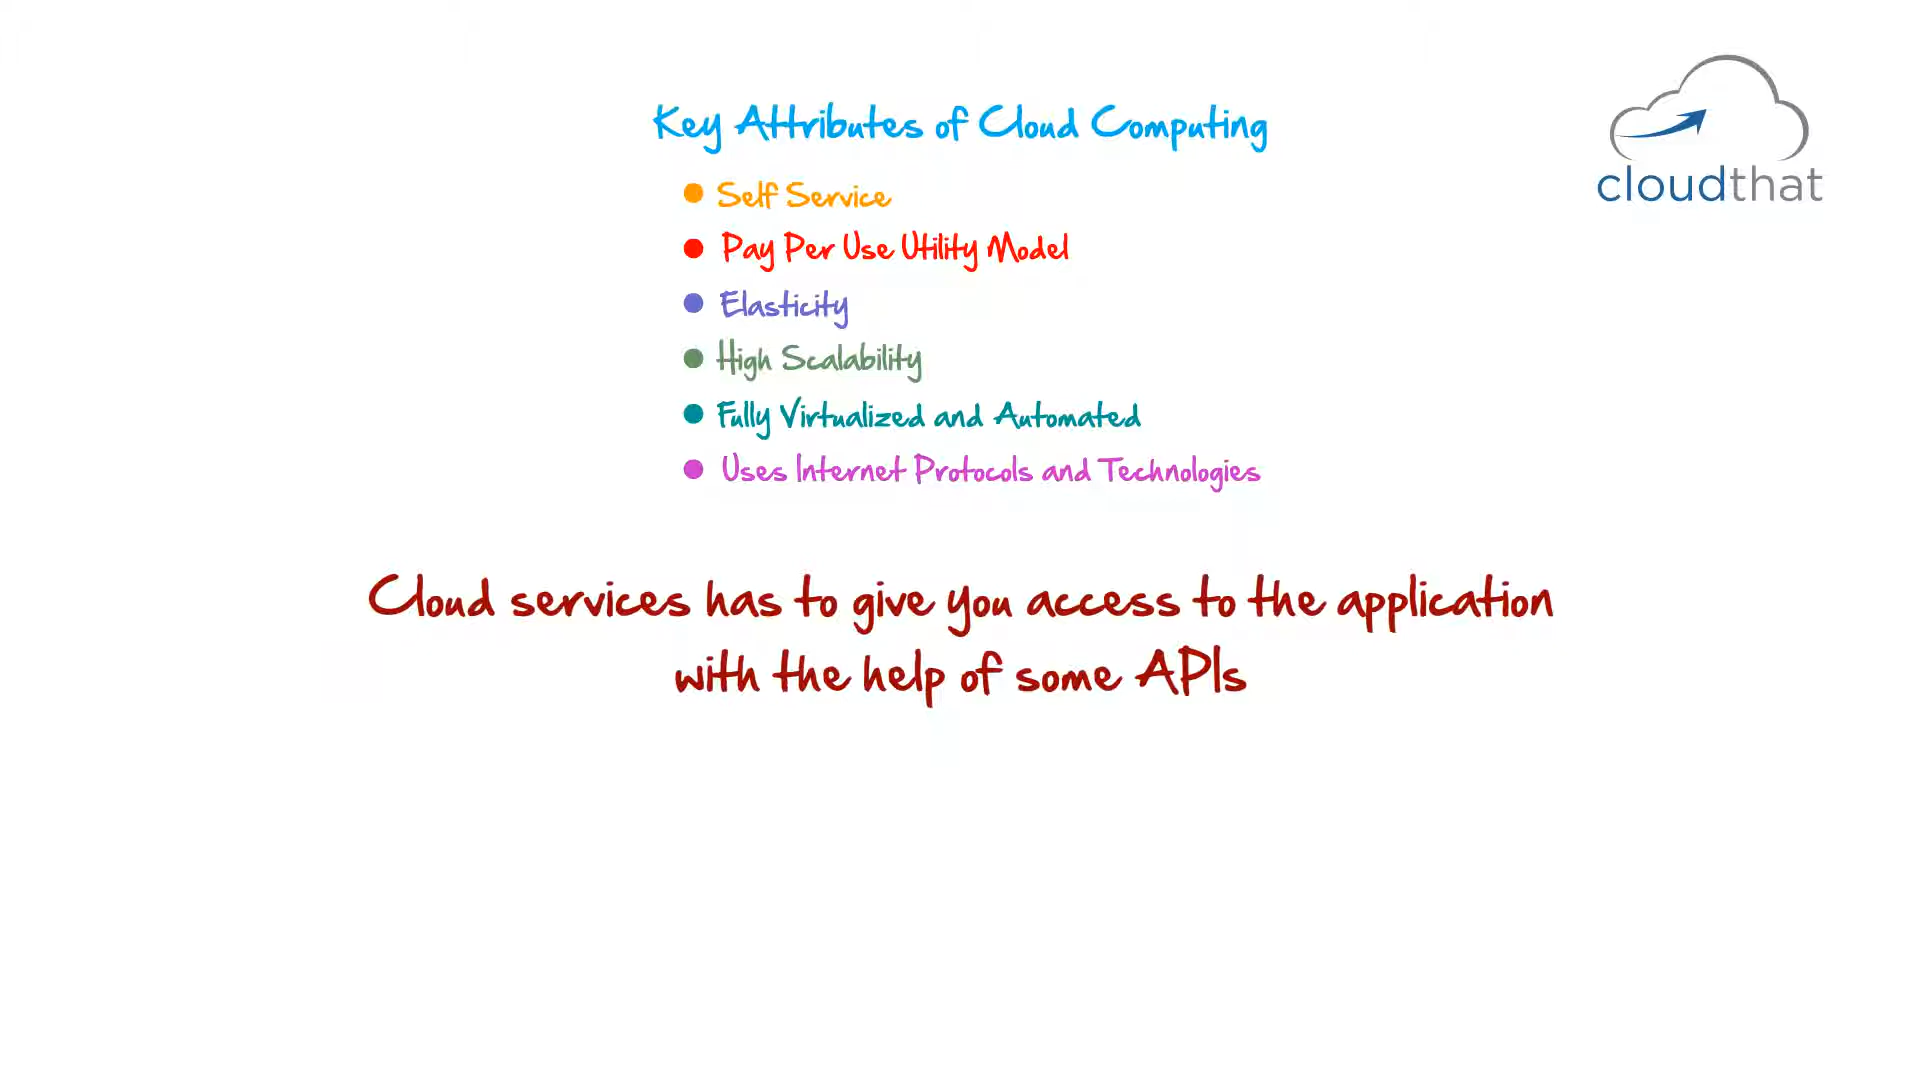 Key Attributes of Cloud Computing
Self Service
Pay Per Use Utility Model
Elasticity
High Scalability
Fully Virtualized and Automated
Uses Internet Protocols and Technologies
Cloud services has to give you access to the application
with the help of some APIs
cloudthat